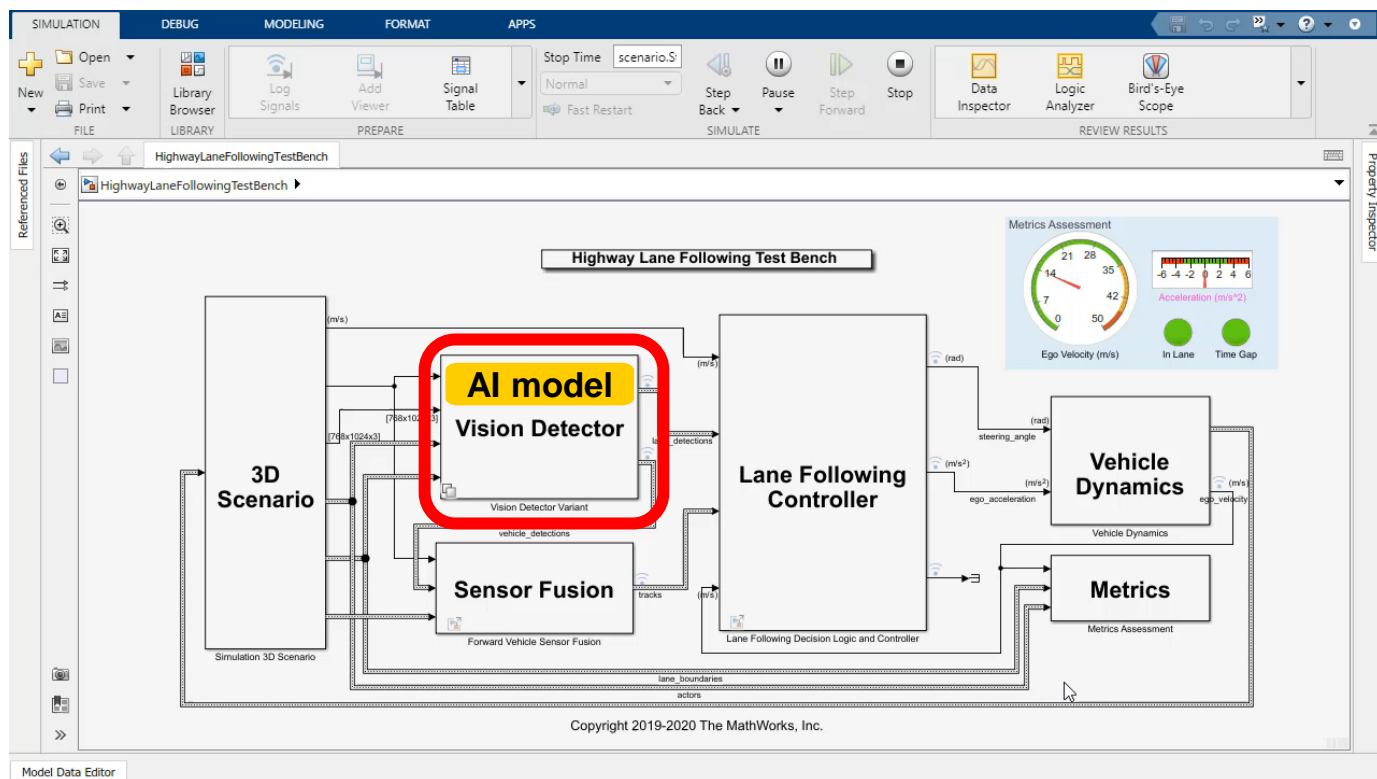 SIMULATION
DEBUG
MODELING
FORMAT
APPS
New
Open
Save
Print
FILE
Library
Browser
LIBRARY
Log
Signals
Add
Viewer
Signal
Table
PREPARE
Stop Time
scenario.S
Normal
Fast Restart
Step
Back
Pause
Step
Forward
Stop
SIMULATE
Data
Inspector
Logic
Analyzer
Bird's-Eye
Scope
REVIEW RESULTS
Referenced Files
HighwayLaneFollowingTestBench
HighwayLaneFollowingTestBench
Property Inspector
Highway Lane Following Test Bench
Metrics Assessment
0
7
14
21
28
35
42
50
Ego Velocity (m/s)
-6 -4 -2 0 2 4 6
Acceleration (m/s^2)
In Lane
Time Gap
3D
Scenario
Simulation 3D Scenario
(m/s)
[768x1024x3]
AI model
Vision Detector
Vision Detector Variant
vehicle_detections
Sensor Fusion
Forward Vehicle Sensor Fusion
tracks
(m/s)
(m/s)
Lane Following
Controller
Lane Following Decision Logic and Controller
(rad)
(rad)
steering_angle
(m/s²)
(m/s²)
ego_acceleration
Vehicle
Dynamics
Vehicle Dynamics
(m/s)
ego_velocity
Metrics
Metrics Assessment
lane_boundaries
actors
Copyright 2019-2020 The MathWorks, Inc.
Model Data Editor